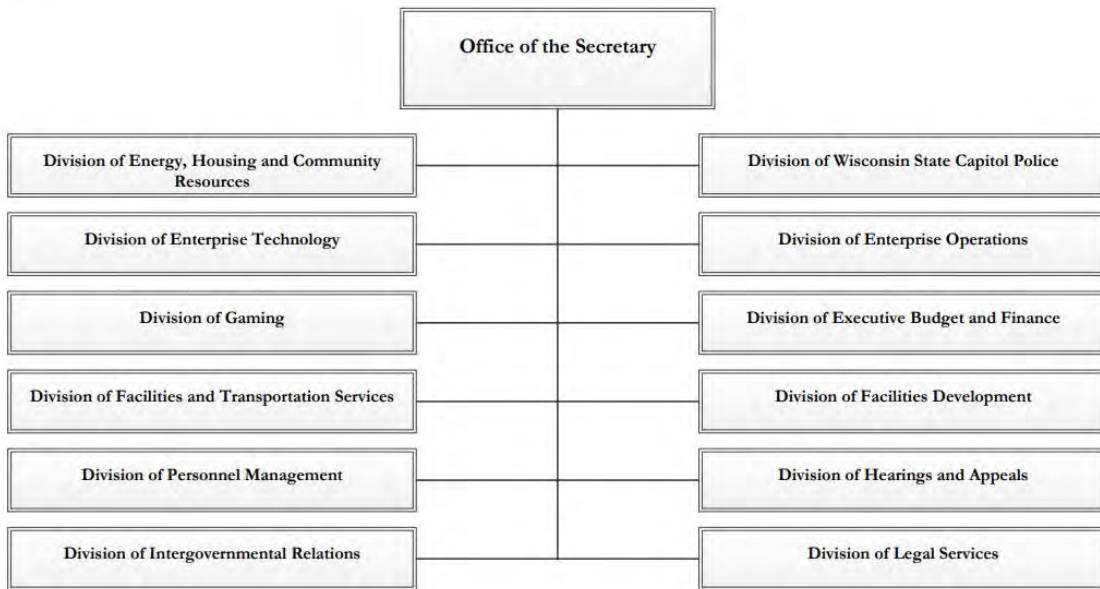 Office of the Secretary
Division of Energy, Housing and Community
Resources
Division of Wisconsin State Capitol Police
Division of Enterprise Technology
Division of Enterprise Operations
Division of Gaming
Division of Executive Budget and Finance
Division of Facilities and Transportation Services
Division of Facilities Development
Division of Personnel Management
Division of Hearings and Appeals
Division of Intergovernmental Relations
Division of Legal Services